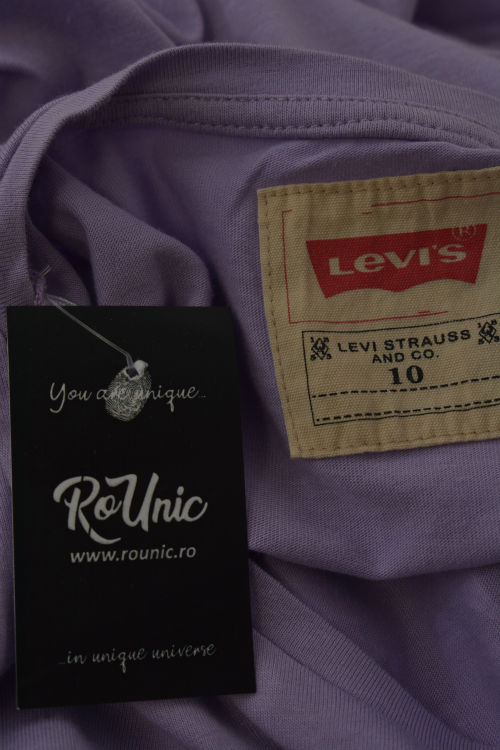 LEVI'S®
LEVI STRAUSS
AND CO.
10
You are unique...
RoUnic
www.rounic.ro
...in unique universe